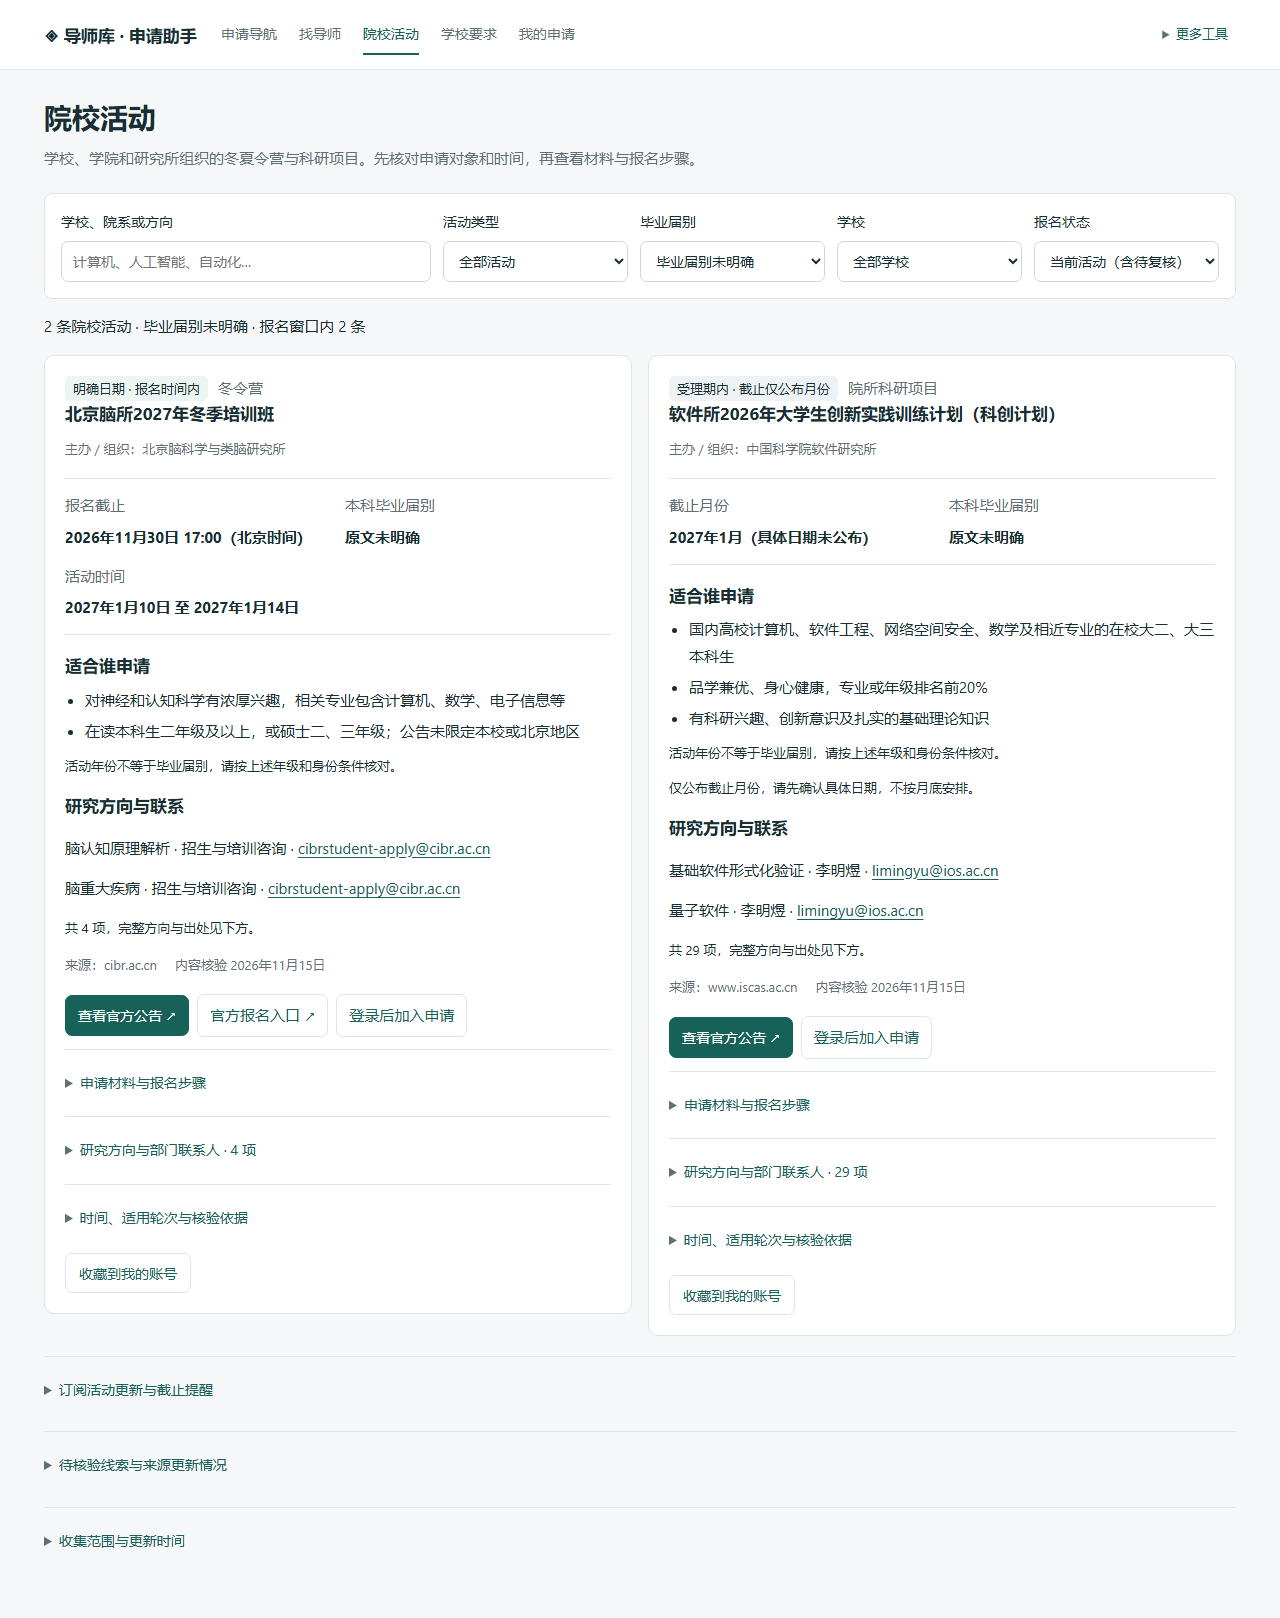 ◈ 导师库 · 申请助手
申请导航
找导师
院校活动
学校要求
我的申请
▶ 更多工具
院校活动
学校、学院和研究所组织的冬夏令营与科研项目。先核对申请对象和时间，再查看材料与报名步骤。
学校、院系或方向
活动类型
毕业届别
学校
报名状态
计算机、人工智能、自动化...
全部活动
毕业届别未明确
全部学校
当前活动（含待复核）
2 条院校活动 · 毕业届别未明确 · 报名窗口内 2 条
明确日期 · 报名时间内 冬令营
北京脑所2027年冬季培训班
主办 / 组织：北京脑科学与类脑研究所
报名截止
2026年11月30日 17:00（北京时间）
本科毕业届别
原文未明确
活动时间
2027年1月10日 至 2027年1月14日
适合谁申请
• 对神经和认知科学有浓厚兴趣，相关专业包含计算机、数学、电子信息等
• 在读本科生二年级及以上，或硕士二、三年级；公告未限定本校或北京地区
活动年份不等于毕业届别，请按上述年级和身份条件核对。
研究方向与联系
脑认知原理解析 · 招生与培训咨询 · cibrstudent-apply@cibr.ac.cn
脑重大疾病 · 招生与培训咨询 · cibrstudent-apply@cibr.ac.cn
共 4 项，完整方向与出处见下方。
来源：cibr.ac.cn 内容核验 2026年11月15日
查看官方公告 ↗
官方报名入口 ↗
登录后加入申请
▶ 申请材料与报名步骤
▶ 研究方向与部门联系人 · 4 项
▶ 时间、适用轮次与核验依据
收藏到我的账号
受理期内 · 截止仅公布月份 院所科研项目
软件所2026年大学生创新实践训练计划（科创计划）
主办 / 组织：中国科学院软件研究所
截止月份
2027年1月（具体日期未公布）
本科毕业届别
原文未明确
适合谁申请
• 国内高校计算机、软件工程、网络空间安全、数学及相近专业的在校大二、大三
本科生
• 品学兼优、身心健康，专业或年级排名前20%
• 有科研兴趣、创新意识及扎实的基础理论知识
活动年份不等于毕业届别，请按上述年级和身份条件核对。
仅公布截止月份，请先确认具体日期，不按月底安排。
研究方向与联系
基础软件形式化验证 · 李明煜 · limingyu@ios.ac.cn
量子软件 · 李明煜 · limingyu@ios.ac.cn
共 29 项，完整方向与出处见下方。
来源：www.iscas.ac.cn 内容核验 2026年11月15日
查看官方公告 ↗
登录后加入申请
▶ 申请材料与报名步骤
▶ 研究方向与部门联系人 · 29 项
▶ 时间、适用轮次与核验依据
收藏到我的账号
▶ 订阅活动更新与截止提醒
▶ 待核验线索与来源更新情况
▶ 收集范围与更新时间